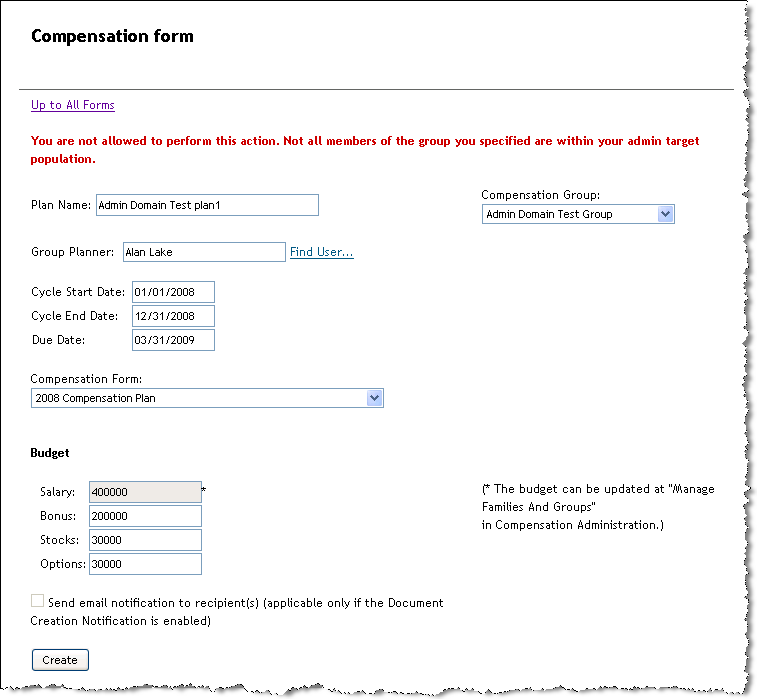 Compensation form
Up to All Forms
You are not allowed to perform this action. Not all members of the group you specified are within your admin target
population.
Plan Name: Admin Domain Test plan1
Compensation Group:
Admin Domain Test Group
Group Planner: Alan Lake Find User...
Cycle Start Date: 01/01/2008
Cycle End Date: 12/31/2008
Due Date: 03/31/2009
Compensation Form:
2008 Compensation Plan
Budget
Salary: 400000 *
Bonus: 200000
Stocks: 30000
Options: 30000
(* The budget can be updated at "Manage
Families And Groups"
in Compensation Administration.)
Send email notification to recipient(s) (applicable only if the Document
Creation Notification is enabled)
Create